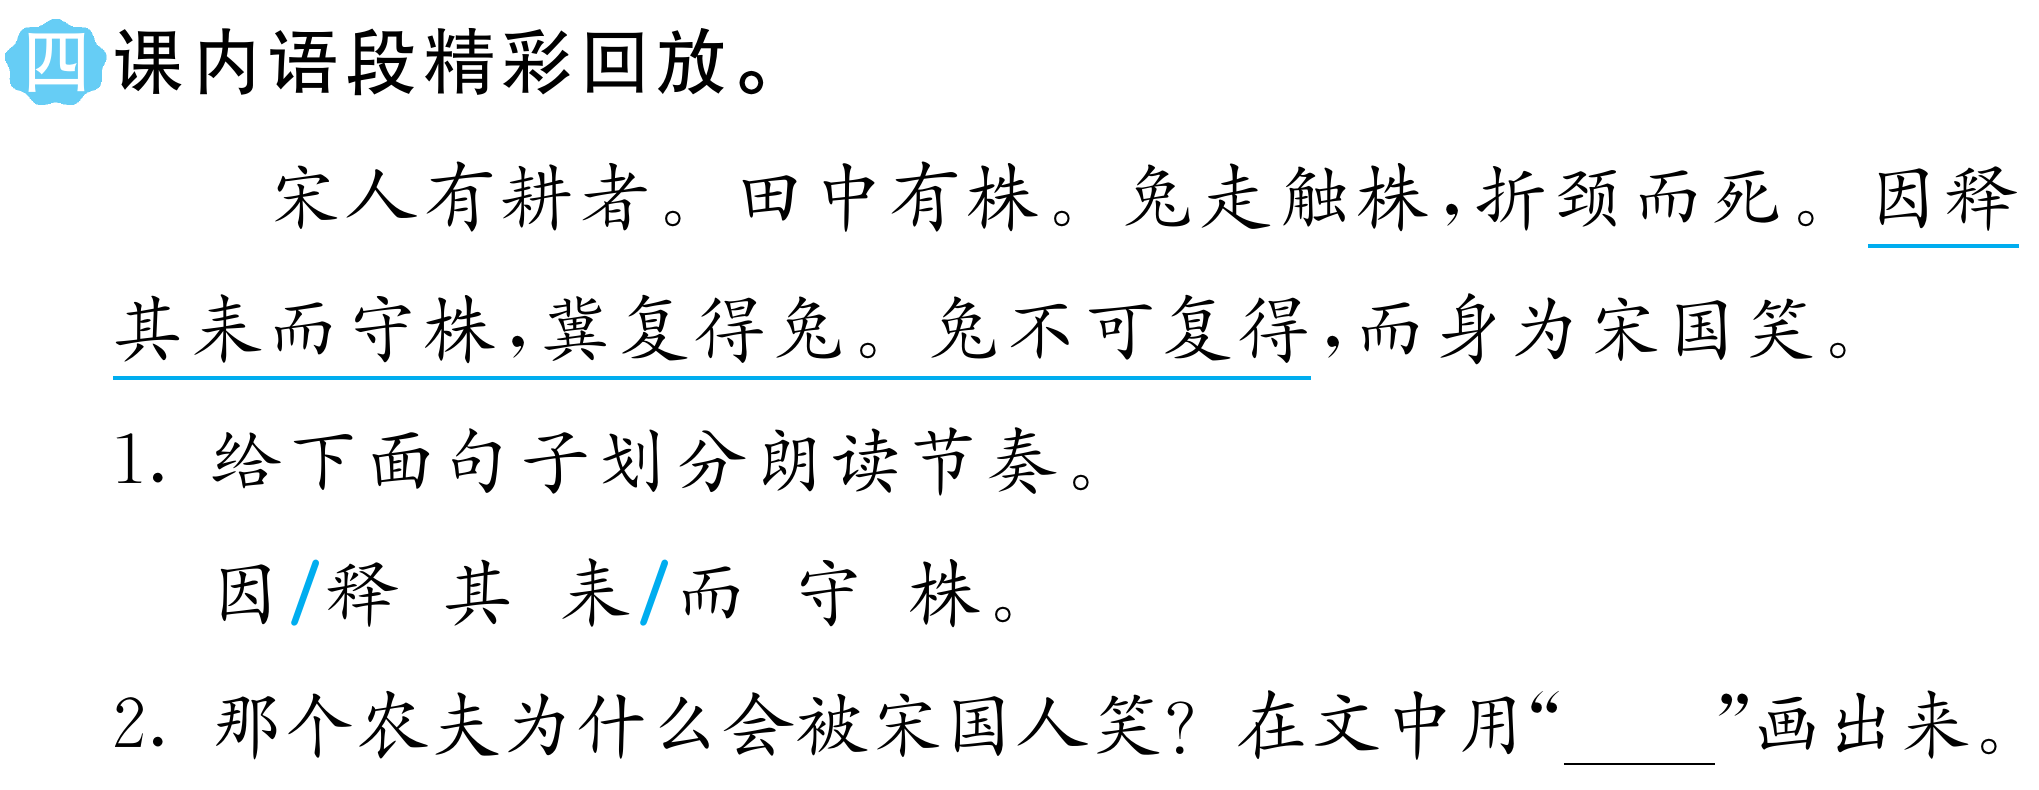 四 课内语段精彩回放。
宋人有耕者。田中有株。兔走触株,折颈而死。因释
其耒而守株,冀复得兔。兔不可复得,而身为宋国笑。
1. 给下面句子划分朗读节奏。
因/释 其 耒/而 守 株。
2. 那个农夫为什么会被宋国人笑? 在文中用“____”画出来。